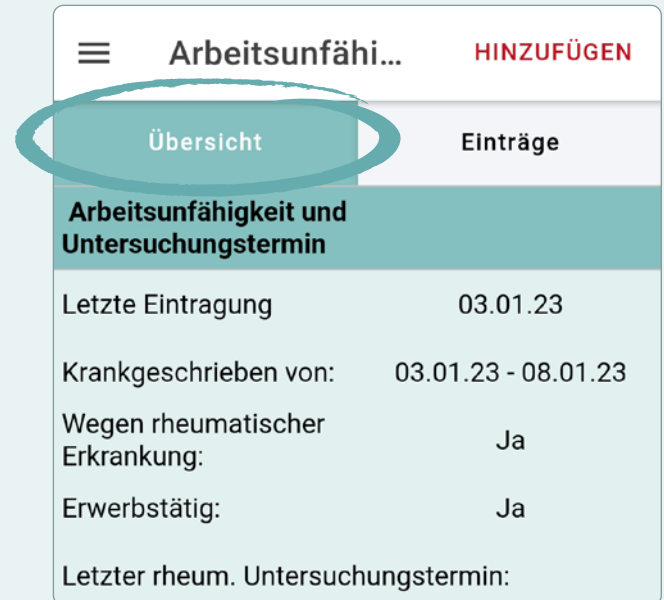 Arbeitsunfähi... HINZUFÜGEN
Übersicht Einträge
Arbeitsunfähigkeit und
Untersuchungstermin
Letzte Eintragung 03.01.23
Krankgeschrieben von: 03.01.23 - 08.01.23
Wegen rheumatischer
Erkrankung: Ja
Erwerbstätig: Ja
Letzter rheum. Untersuchungstermin: